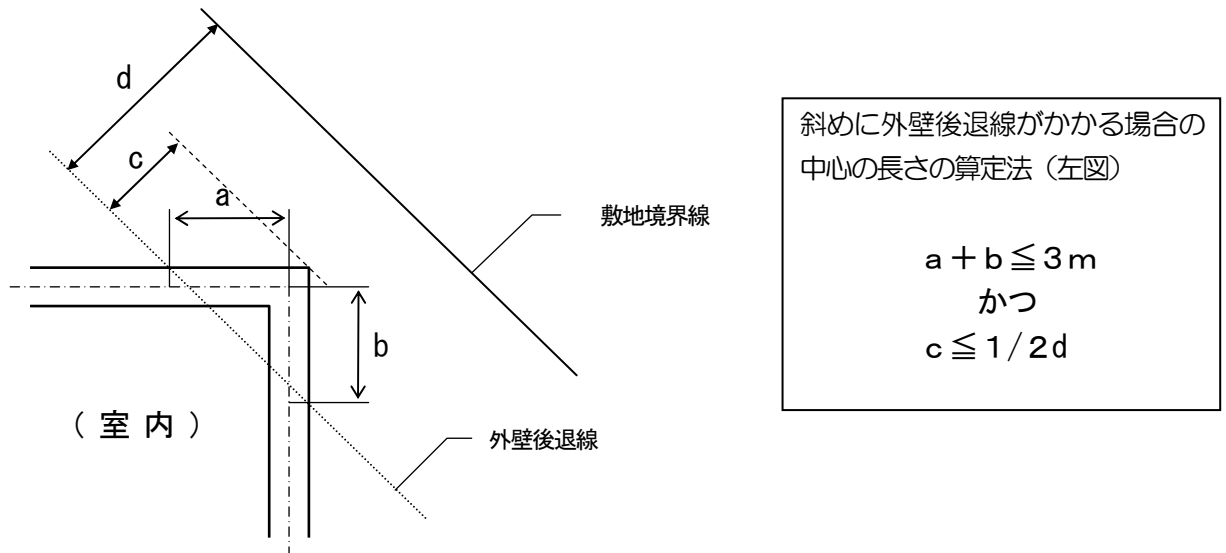 d
c
a
敷地境界線
b
（室内）
外壁後退線
斜めに外壁後退線がかかる場合の
中心の長さの算定法（左図）
ａ＋ｂ≦３ｍ
かつ
ｃ≦１/２ｄ